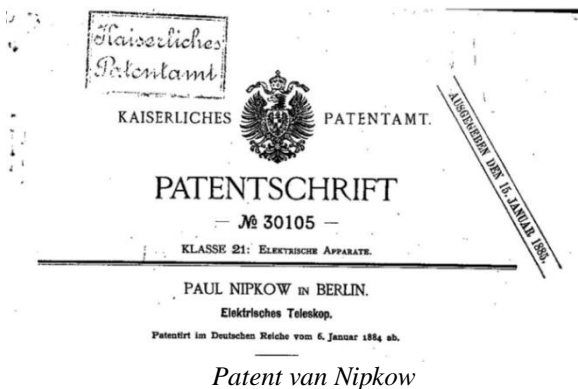 Kaiserliches
Patentamt
KAISERLICHES PATENTAMT.
AUSGEGEBEN DEN 15. JANUAR 1885.
PATENTSCHRIFT
— № 30105 —
KLASSE 21: ELEKTRISCHE APPARATE.
PAUL NIPKOW IN BERLIN.
Elektrisches Teleskop.
Patentirt im Deutschen Reiche vom 6. Januar 1884 ab.
Patent van Nipkow